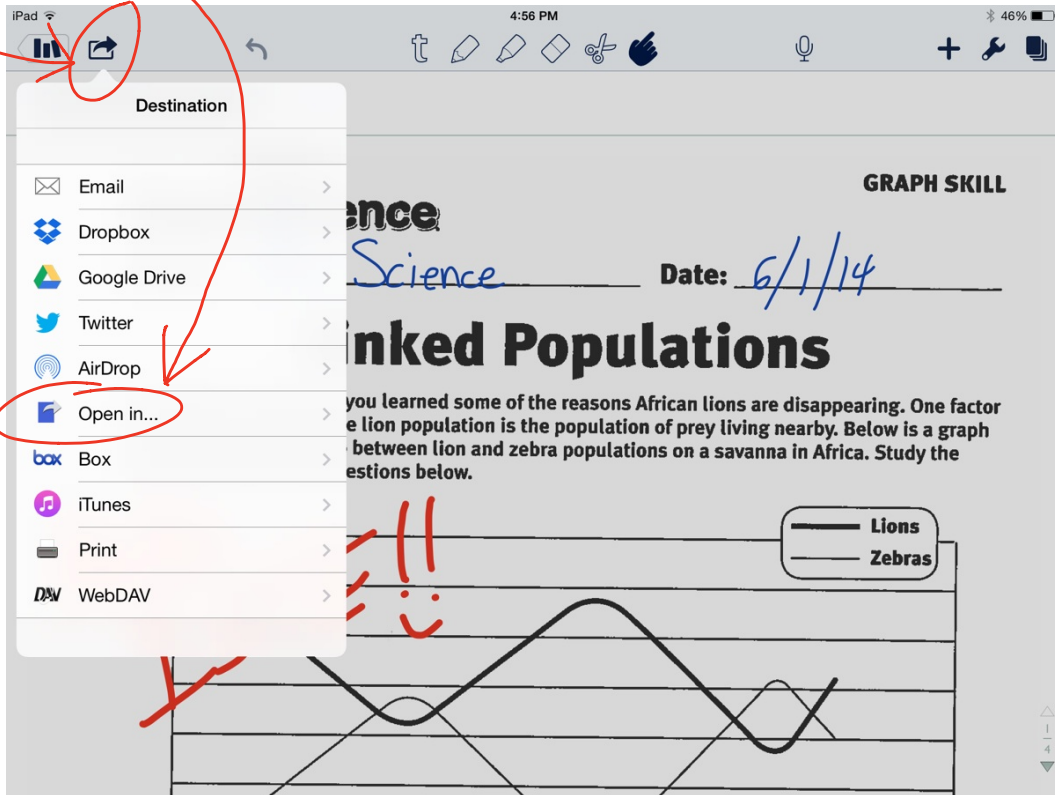 iPad 4:56 PM 46%
t
Destination
Email
Dropbox
Google Drive
Twitter
AirDrop
Open in...
box Box
iTunes
Print
DAV WebDAV
GRAPH SKILL
ence
Science Date: 6/1/14
inked Populations
you learned some of the reasons African lions are disappearing. One factor
e lion population is the population of prey living nearby. Below is a graph
between lion and zebra populations on a savanna in Africa. Study the
estions below.
!!
Lions
Zebras
1
4